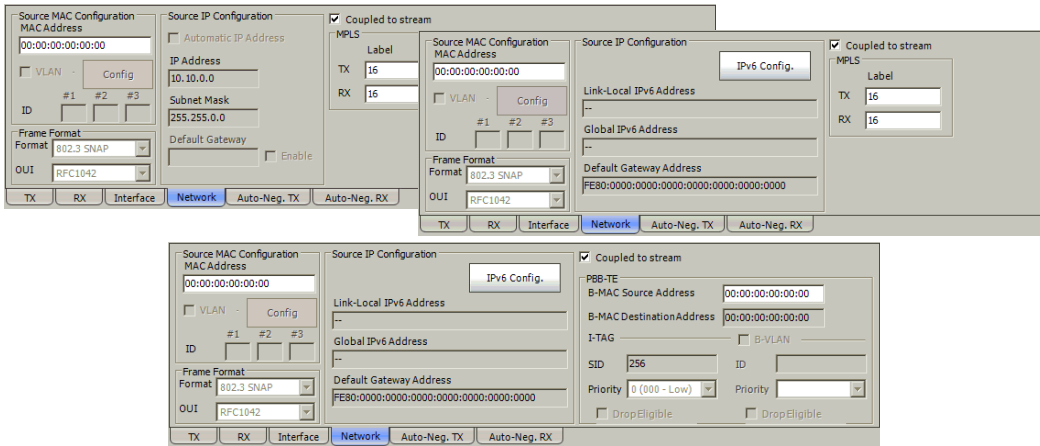 Source MAC Configuration
MAC Address
00:00:00:00:00:00
VLAN - Config
#1 #2 #3
ID
Frame Format
Format 802.3 SNAP
OUI RFC1042
Source IP Configuration
Automatic IP Address
IP Address
10.10.0.0
Subnet Mask
255.255.0.0
Default Gateway
Enable
Coupled to stream
MPLS
Label
TX 16
RX 16
TX RX Interface Network Auto-Neg. TX Auto-Neg. RX
Source MAC Configuration
MAC Address
00:00:00:00:00:00
VLAN - Config
#1 #2 #3
ID
Frame Format
Format 802.3 SNAP
OUI RFC1042
Source IP Configuration
IPv6 Config.
Link-Local IPv6 Address
--
Global IPv6 Address
--
Default Gateway Address
FE80:0000:0000:0000:0000:0000:0000:0000
Coupled to stream
MPLS
Label
TX 16
RX 16
TX RX Interface Network Auto-Neg. TX Auto-Neg. RX
Source MAC Configuration
MAC Address
00:00:00:00:00:00
VLAN - Config
#1 #2 #3
ID
Frame Format
Format 802.3 SNAP
OUI RFC1042
Source IP Configuration
IPv6 Config.
Link-Local IPv6 Address
--
Global IPv6 Address
--
Default Gateway Address
FE80:0000:0000:0000:0000:0000:0000:0000
Coupled to stream
PBB-TE
B-MAC Source Address 00:00:00:00:00:00
B-MAC Destination Address 00:00:00:00:00:00
I-TAG B-VLAN
SID 256 ID
Priority 0 (000 - Low) Priority
Drop Eligible Drop Eligible
TX RX Interface Network Auto-Neg. TX Auto-Neg. RX